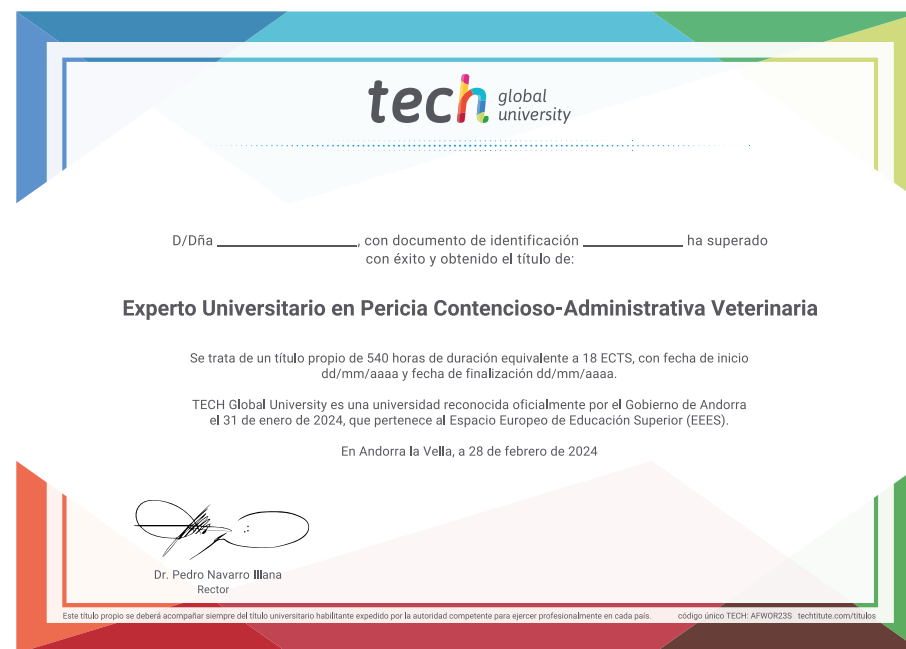 tech global university
D/Dña ____________________, con documento de identificación ______________ ha superado
con éxito y obtenido el título de:
Experto Universitario en Pericia Contencioso-Administrativa Veterinaria
Se trata de un título propio de 540 horas de duración equivalente a 18 ECTS, con fecha de inicio
dd/mm/aaaa y fecha de finalización dd/mm/aaaa.
TECH Global University es una universidad reconocida oficialmente por el Gobierno de Andorra
el 31 de enero de 2024, que pertenece al Espacio Europeo de Educación Superior (EEES).
En Andorra la Vella, a 28 de febrero de 2024
Dr. Pedro Navarro Illana
Rector
Este título propio se deberá acompañar siempre del título universitario habilitante expedido por la autoridad competente para ejercer profesionalmente en cada país. código único TECH: AFWOR23S techtitute.com/titulos